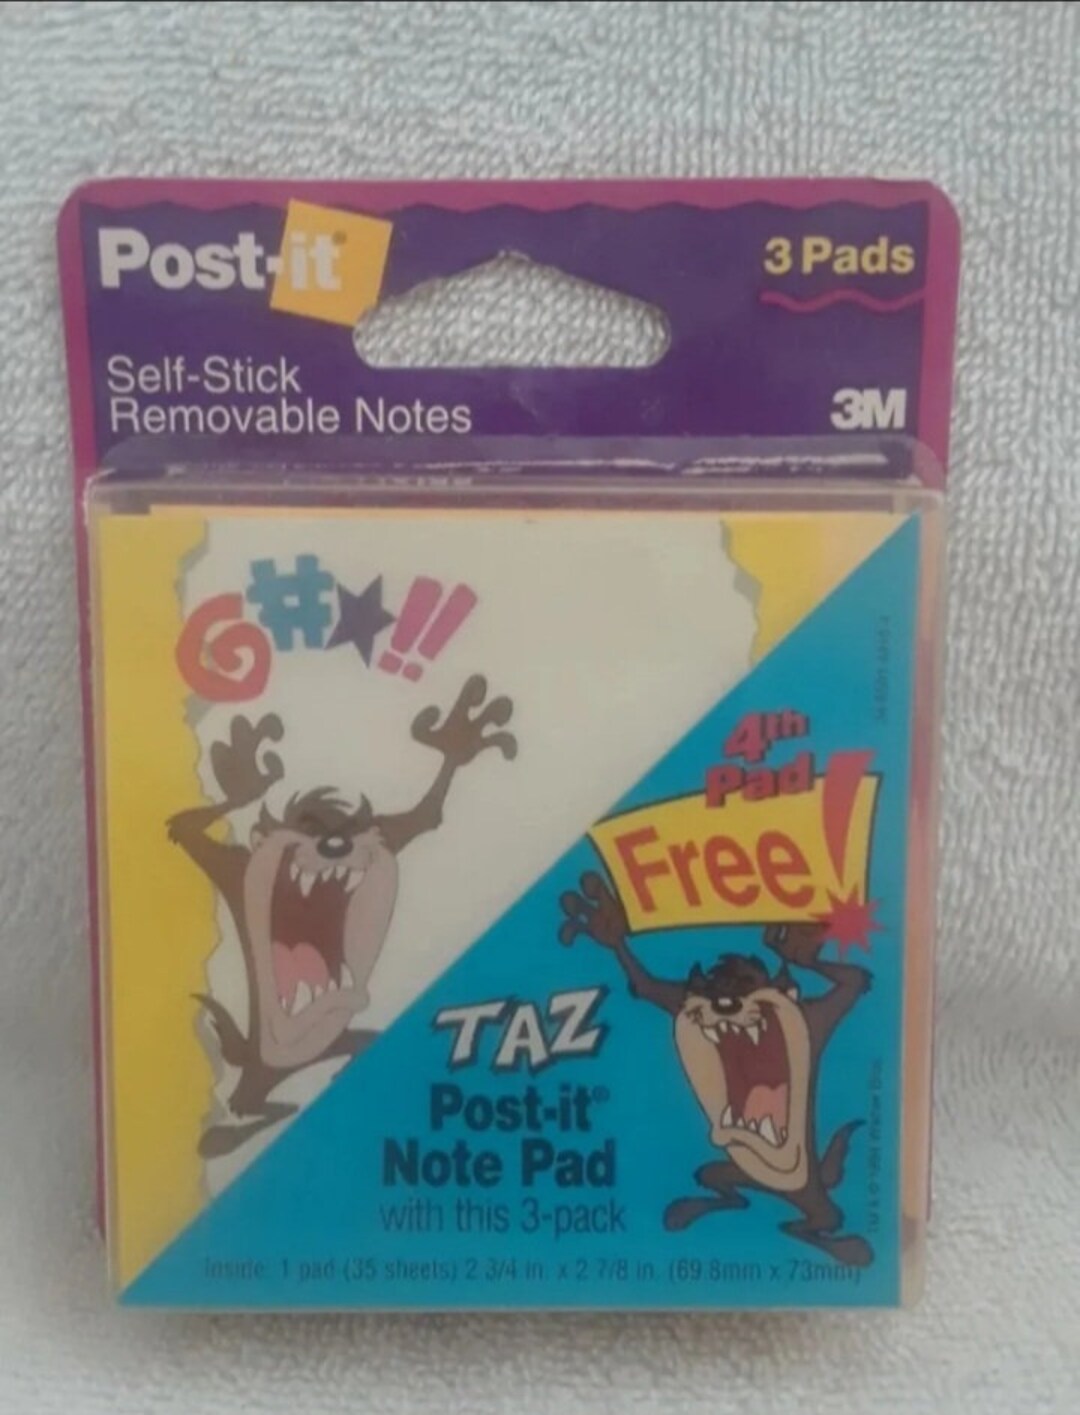 Post-it®
3 Pads
Self-Stick
Removable Notes
3M
@#★!!
4th
Pad
Free!
TAZ
Post-it®
Note Pad
with this 3-pack
Inside: 1 pad (35 sheets) 2 3/4 in. x 2 7/8 in. (69.8mm x 73mm)